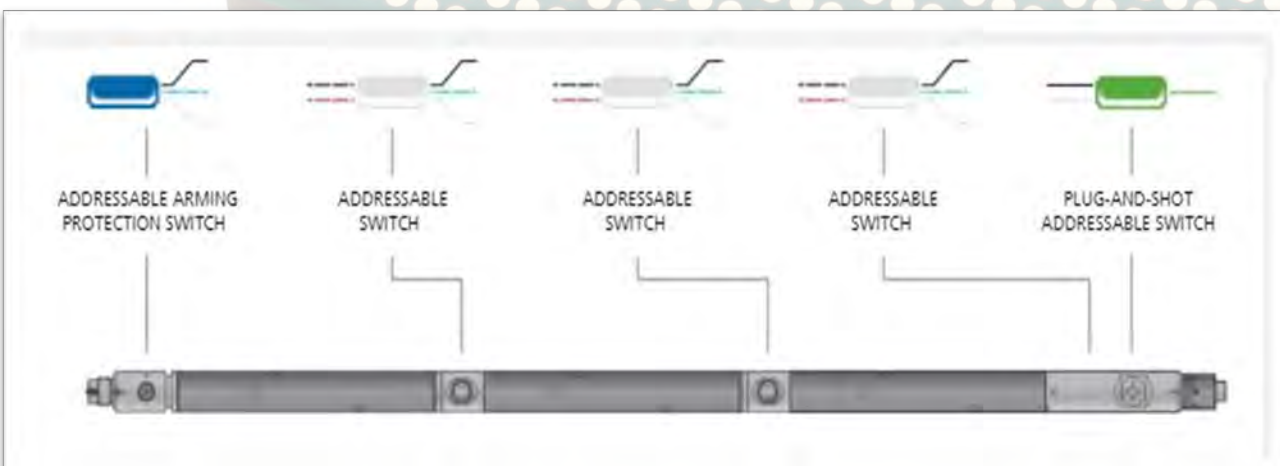 ADDRESSABLE ARMING
PROTECTION SWITCH
ADDRESSABLE
SWITCH
ADDRESSABLE
SWITCH
ADDRESSABLE
SWITCH
PLUG-AND-SHOT
ADDRESSABLE SWITCH